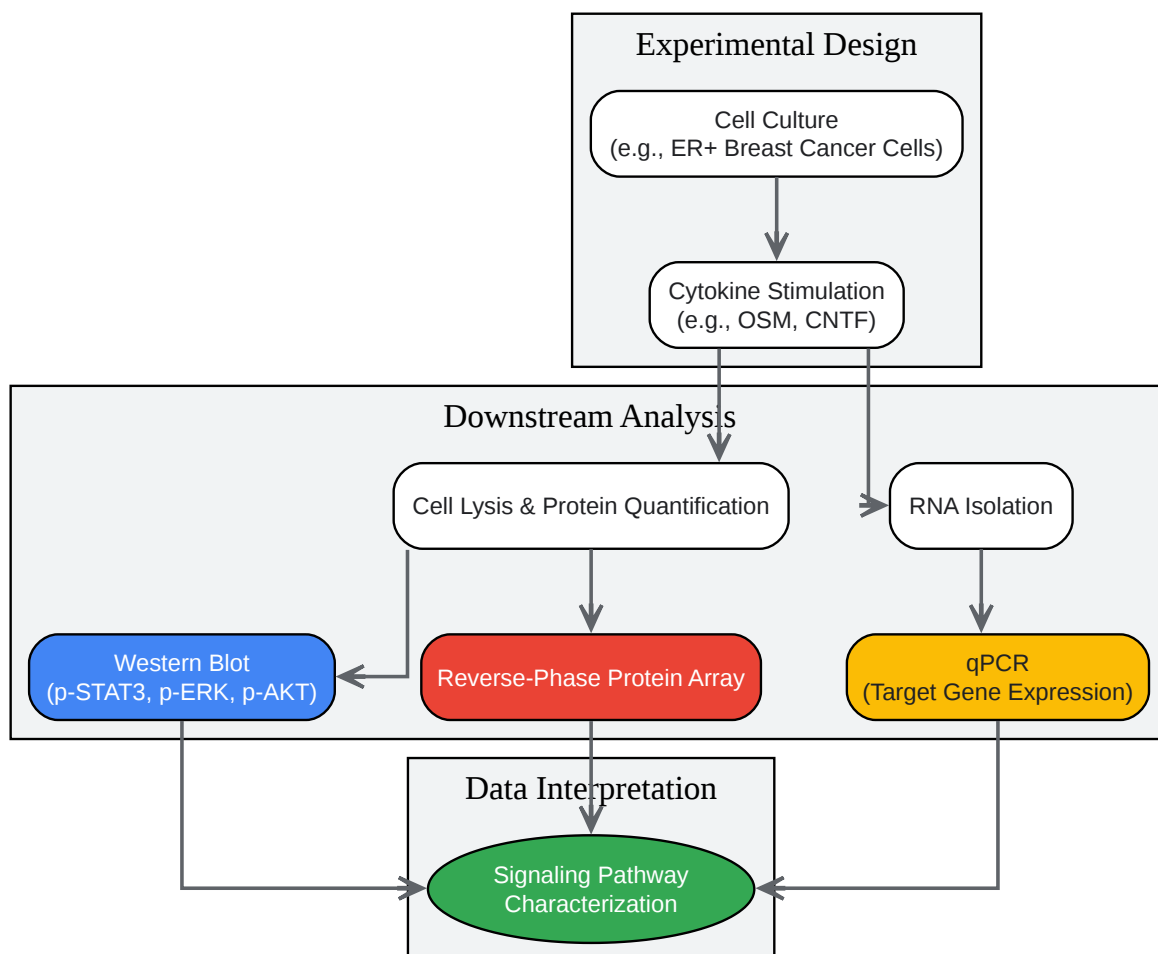 Experimental Design
Cell Culture
(e.g., ER+ Breast Cancer Cells)
Cytokine Stimulation
(e.g., OSM, CNTF)
Downstream Analysis
Cell Lysis & Protein Quantification
RNA Isolation
Western Blot
(p-STAT3, p-ERK, p-AKT)
Reverse-Phase Protein Array
qPCR
(Target Gene Expression)
Data Interpretation
Signaling Pathway
Characterization